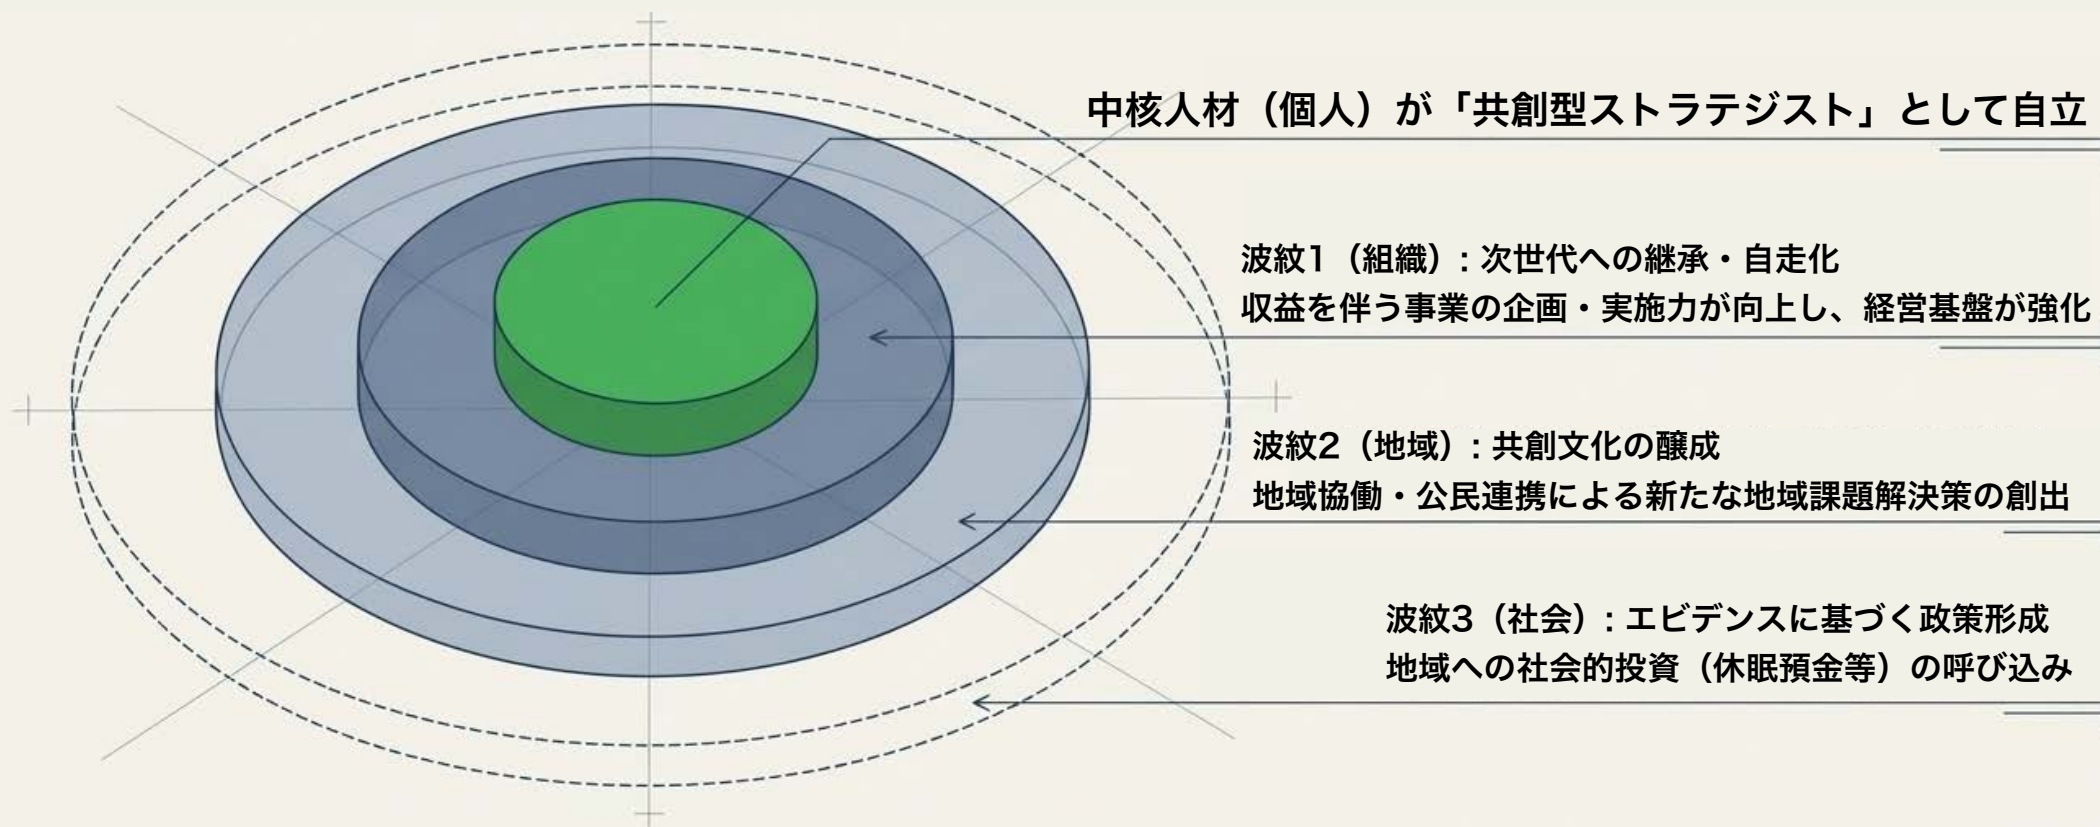 中核人材（個人）が「共創型ストラテジスト」として自立
波紋1（組織）: 次世代への継承・自走化
収益を伴う事業の企画・実施力が向上し、経営基盤が強化
波紋2（地域）: 共創文化の醸成
地域協働・公民連携による新たな地域課題解決策の創出
波紋3（社会）: エビデンスに基づく政策形成
地域への社会的投資（休眠預金等）の呼び込み